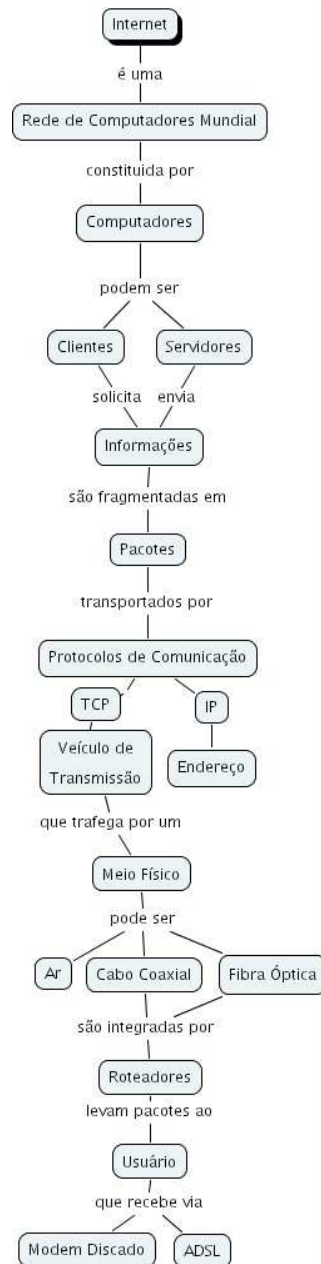 Internet
é uma
Rede de Computadores Mundial
constituida por
Computadores
podem ser
Clientes
Servidores
solicita
envia
Informações
são fragmentadas em
Pacotes
transportados por
Protocolos de Comunicação
TCP
IP
Veículo de
Transmissão
Endereço
que trafega por um
Meio Físico
pode ser
Ar
Cabo Coaxial
Fibra Óptica
são integradas por
Roteadores
levam pacotes ao
Usuário
que recebe via
Modem Discado
ADSL